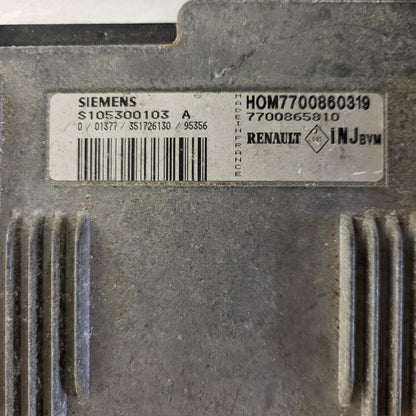 SIEMENS
S105300103 A
0 / 01377 / 351726130 / 95356
MADE IN FRANCE
HOM7700860319
7700865810
RENAULT iNJ BVM